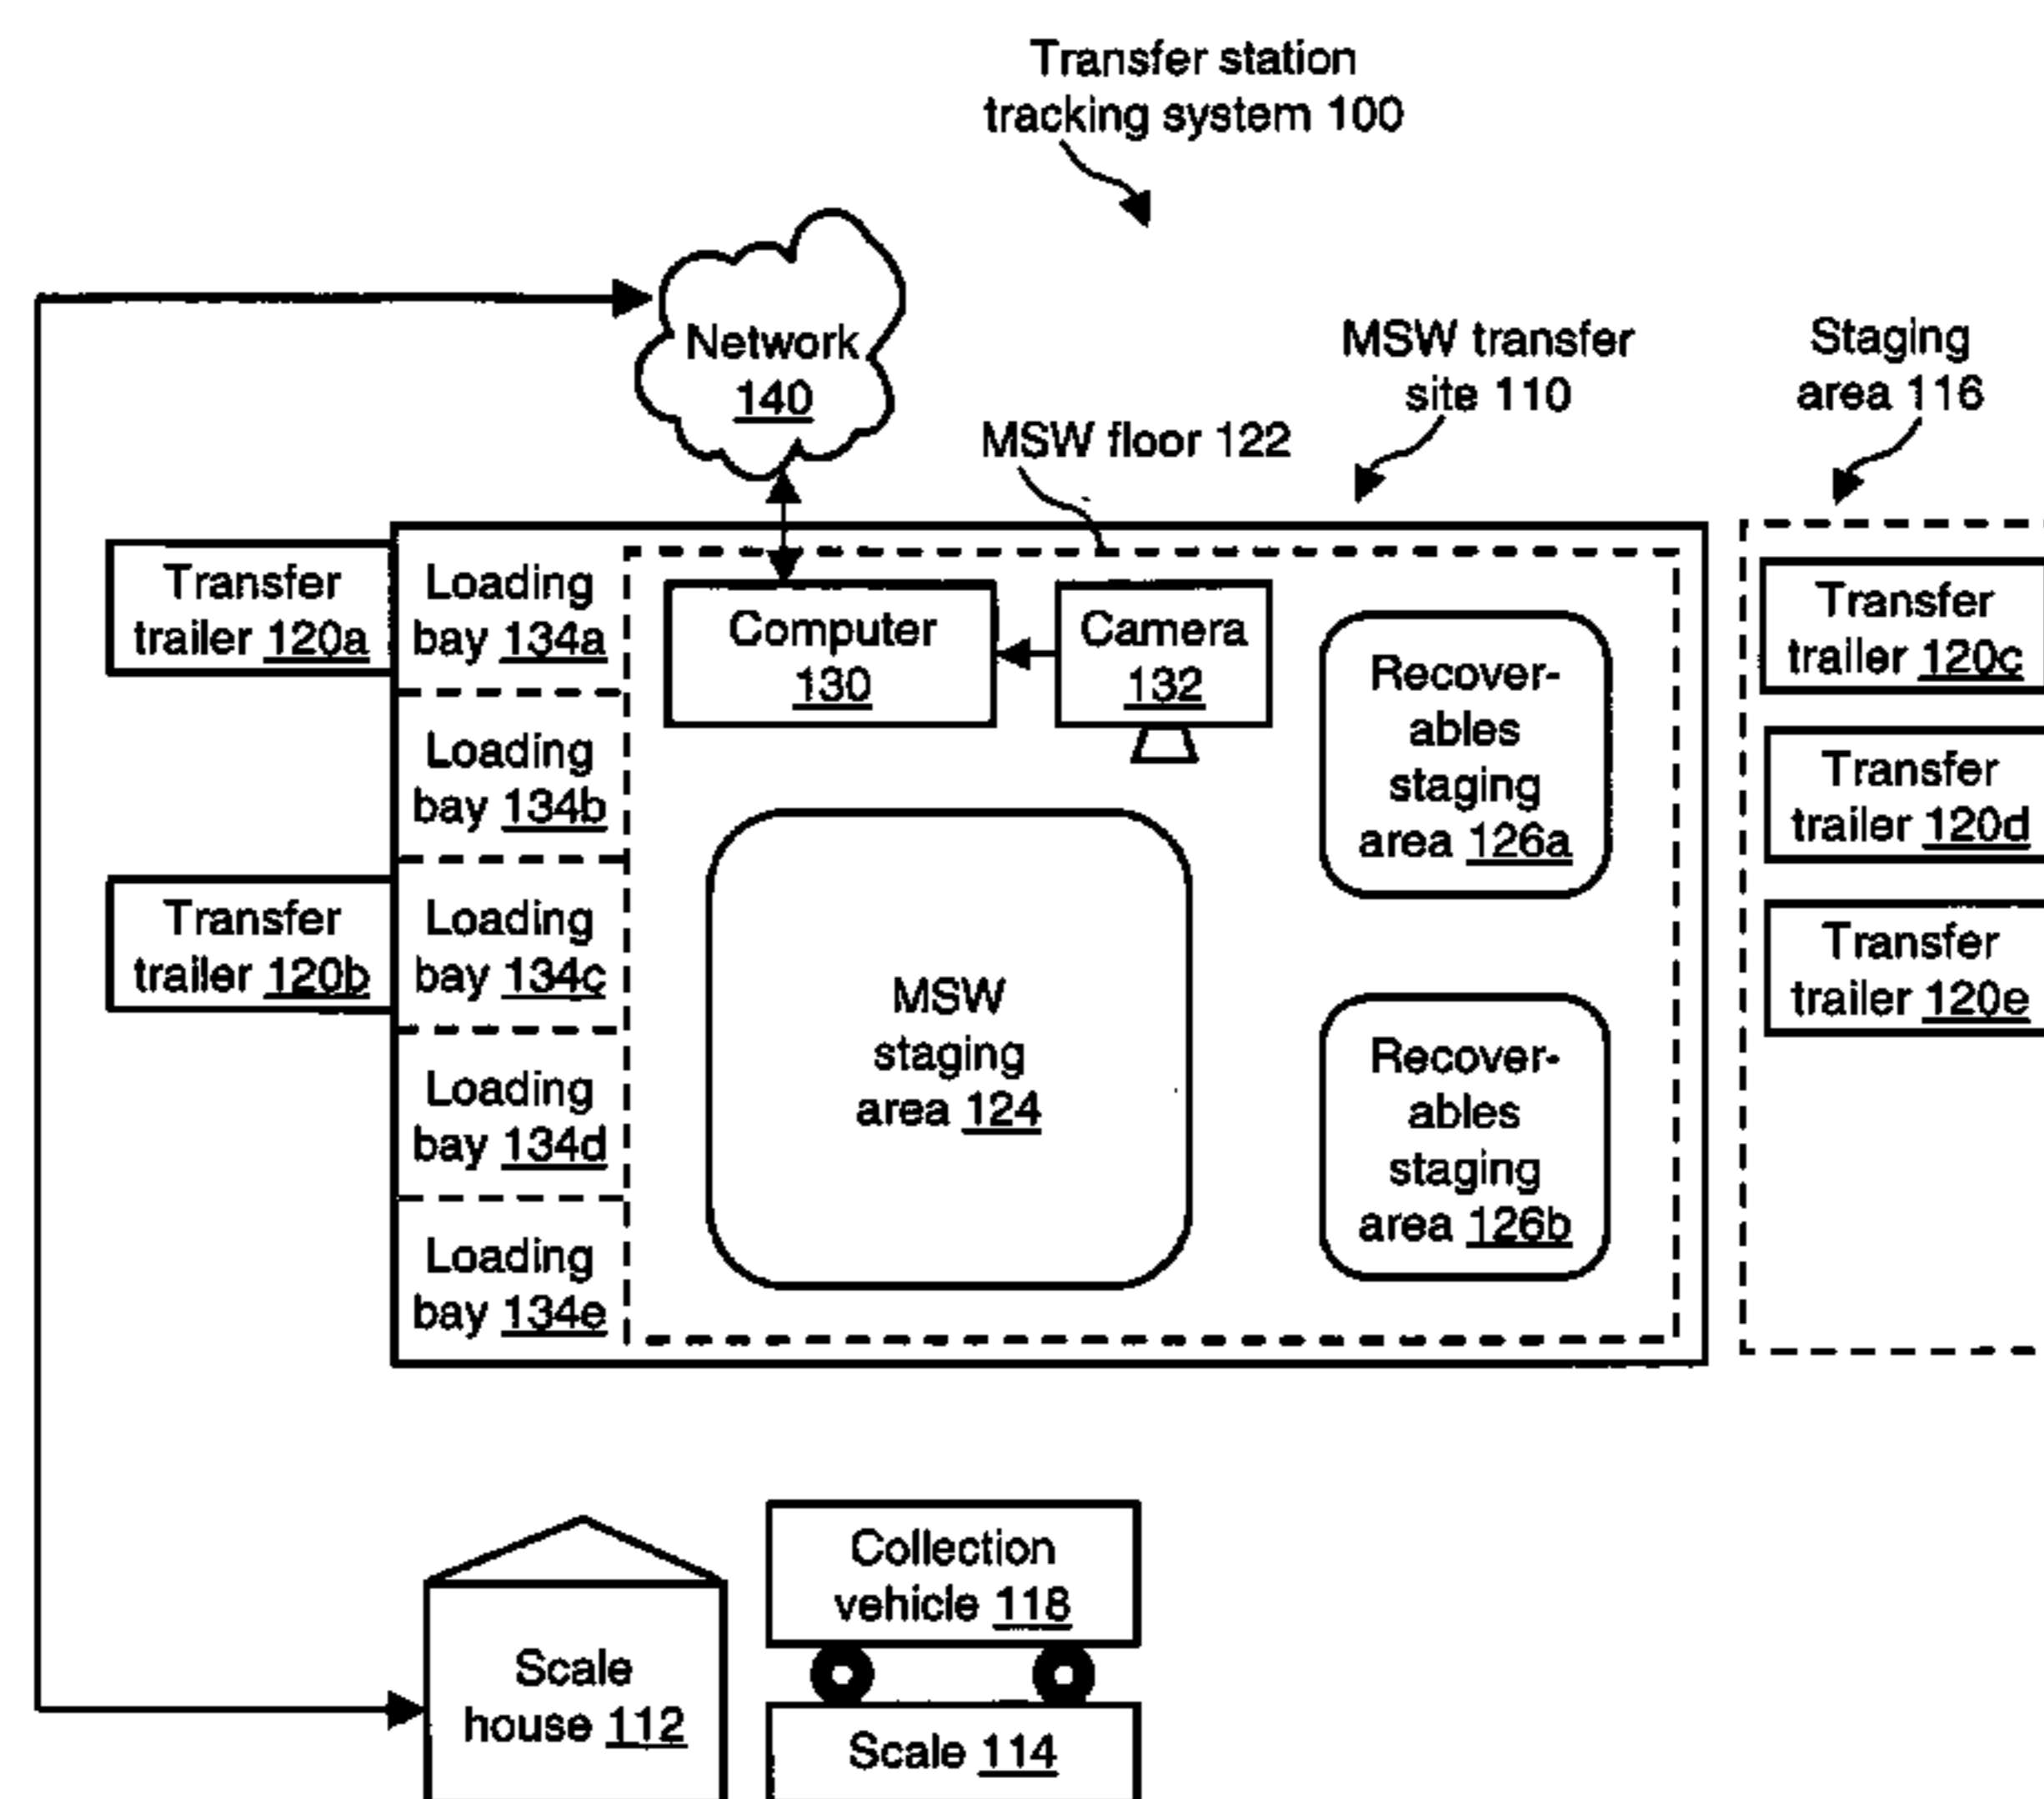 Transfer station
tracking system 100
Network
140
MSW transfer
site 110
Staging
area 116
MSW floor 122
Transfer
trailer 120a
Loading
bay 134a
Computer
130
Camera
132
Recover-
ables
staging
area 126a
Transfer
trailer 120c
Loading
bay 134b
Transfer
trailer 120d
Transfer
trailer 120b
Loading
bay 134c
MSW
staging
area 124
Transfer
trailer 120e
Loading
bay 134d
Recover-
ables
staging
area 126b
Loading
bay 134e
Collection
vehicle 118
Scale
house 112
Scale 114